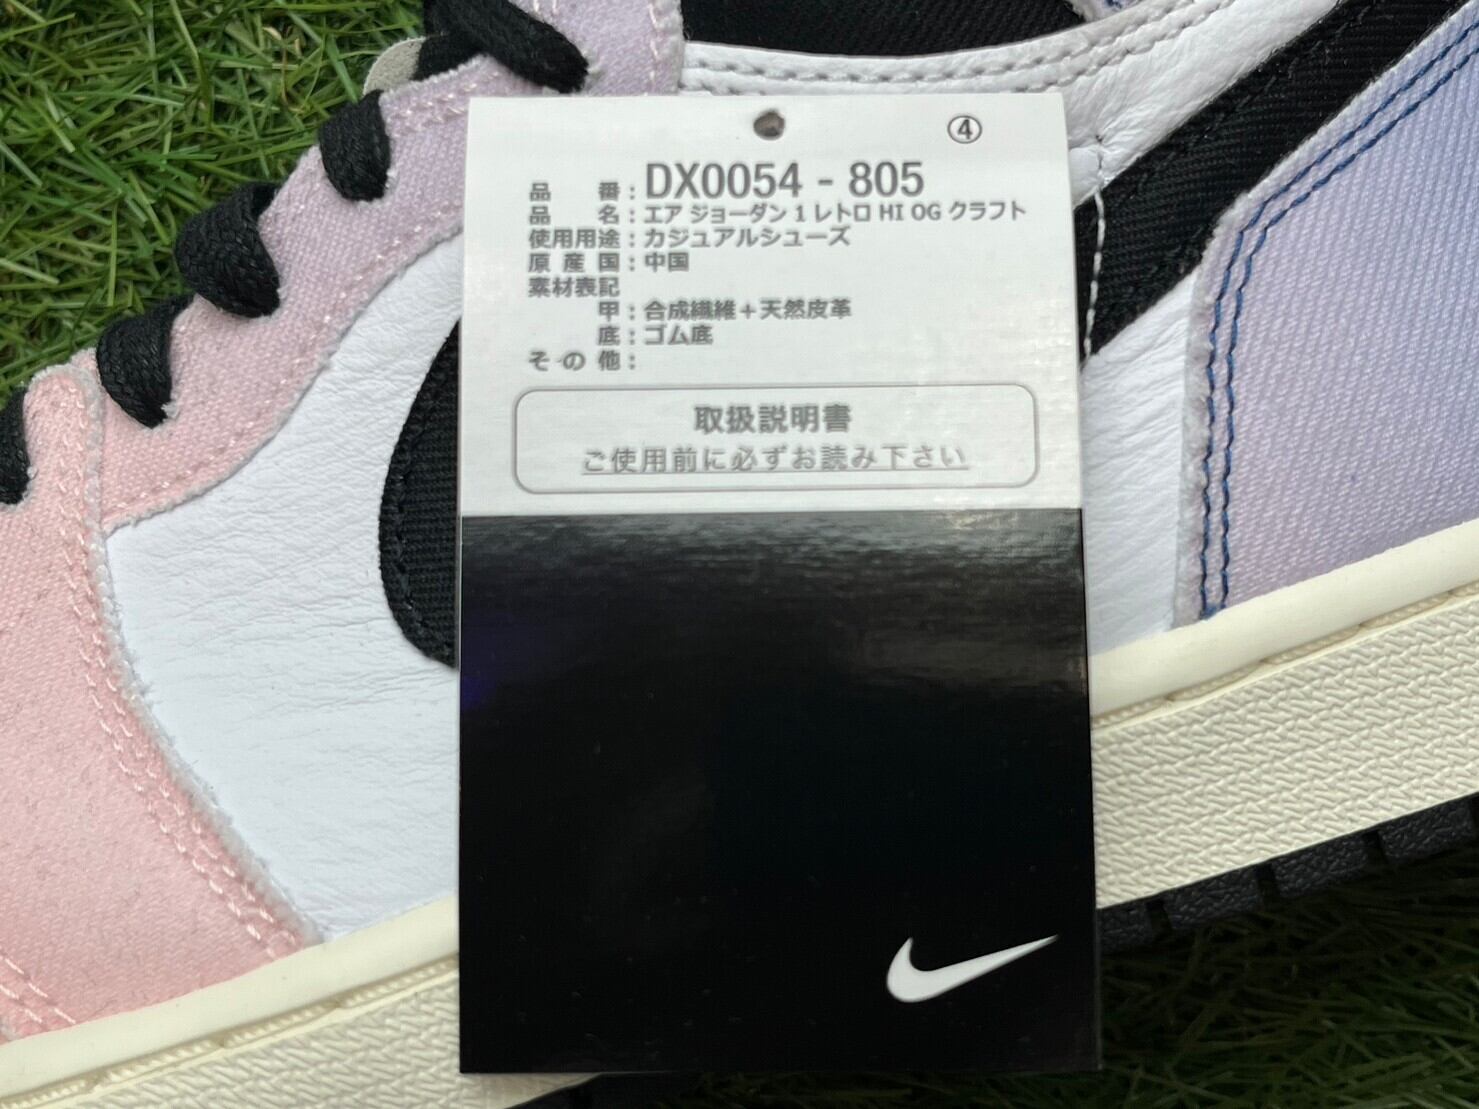 ④
品 番：DX0054 - 805
品 名：エア ジョーダン 1 レトロ HI OG クラフト
使用用途：カジュアルシューズ
原 産 国：中国
素材表記
甲：合成繊維＋天然皮革
底：ゴム底
そ の 他：
取扱説明書
ご使用前に必ずお読み下さい